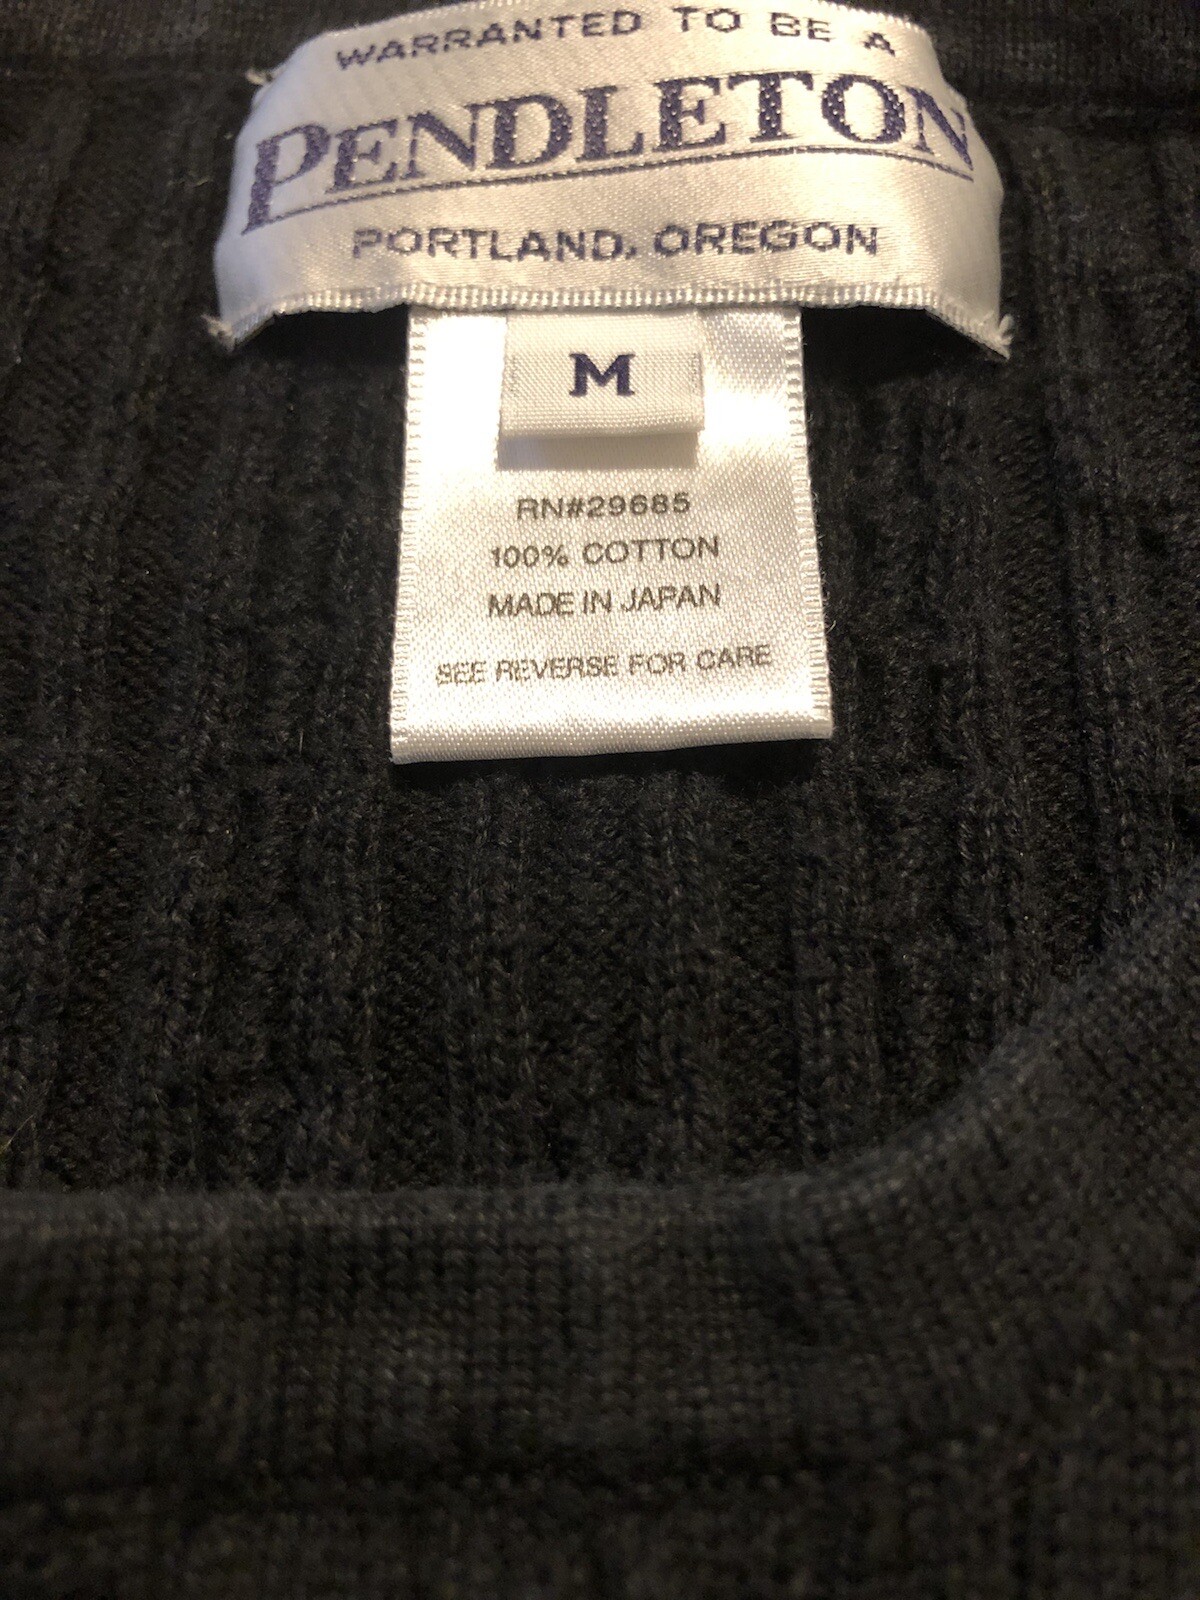 WARRANTED TO BE A
PENDLETON
PORTLAND, OREGON
M
RN#29685
100% COTTON
MADE IN JAPAN
SEE REVERSE FOR CARE